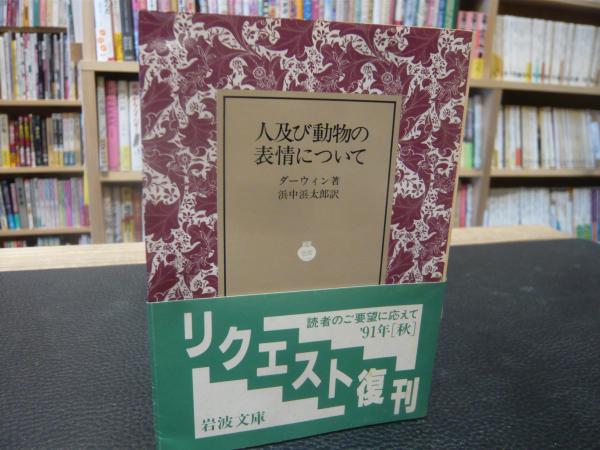 人及び動物の
表情について
ダーウィン著
浜中浜太郎訳
読者のご要望に応えて
'91年[秋]
リクエスト復刊
岩波文庫